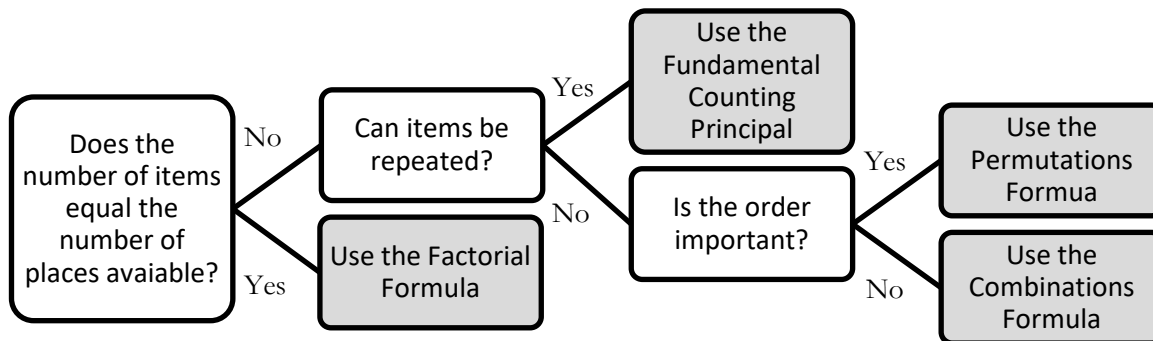 Does the
number of items
equal the
number of
places avaiable?
No
Yes
Can items be
repeated?
Use the Factorial
Formula
Yes
No
Use the
Fundamental
Counting
Principal
Is the order
important?
Yes
No
Use the
Permutations
Formua
Use the
Combinations
Formula